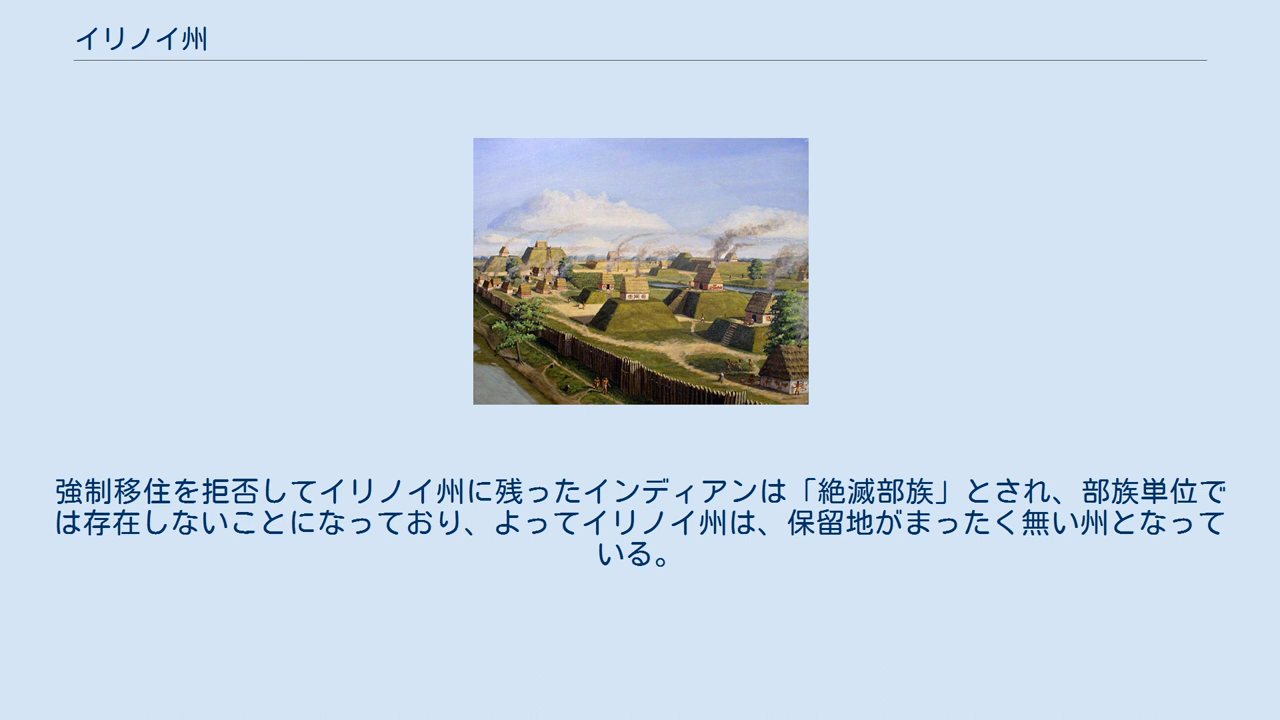 イリノイ州
強制移住を拒否してイリノイ州に残ったインディアンは「絶滅部族」とされ、部族単位で
は存在しないことになっており、よってイリノイ州は、保留地がまったく無い州となって
いる。